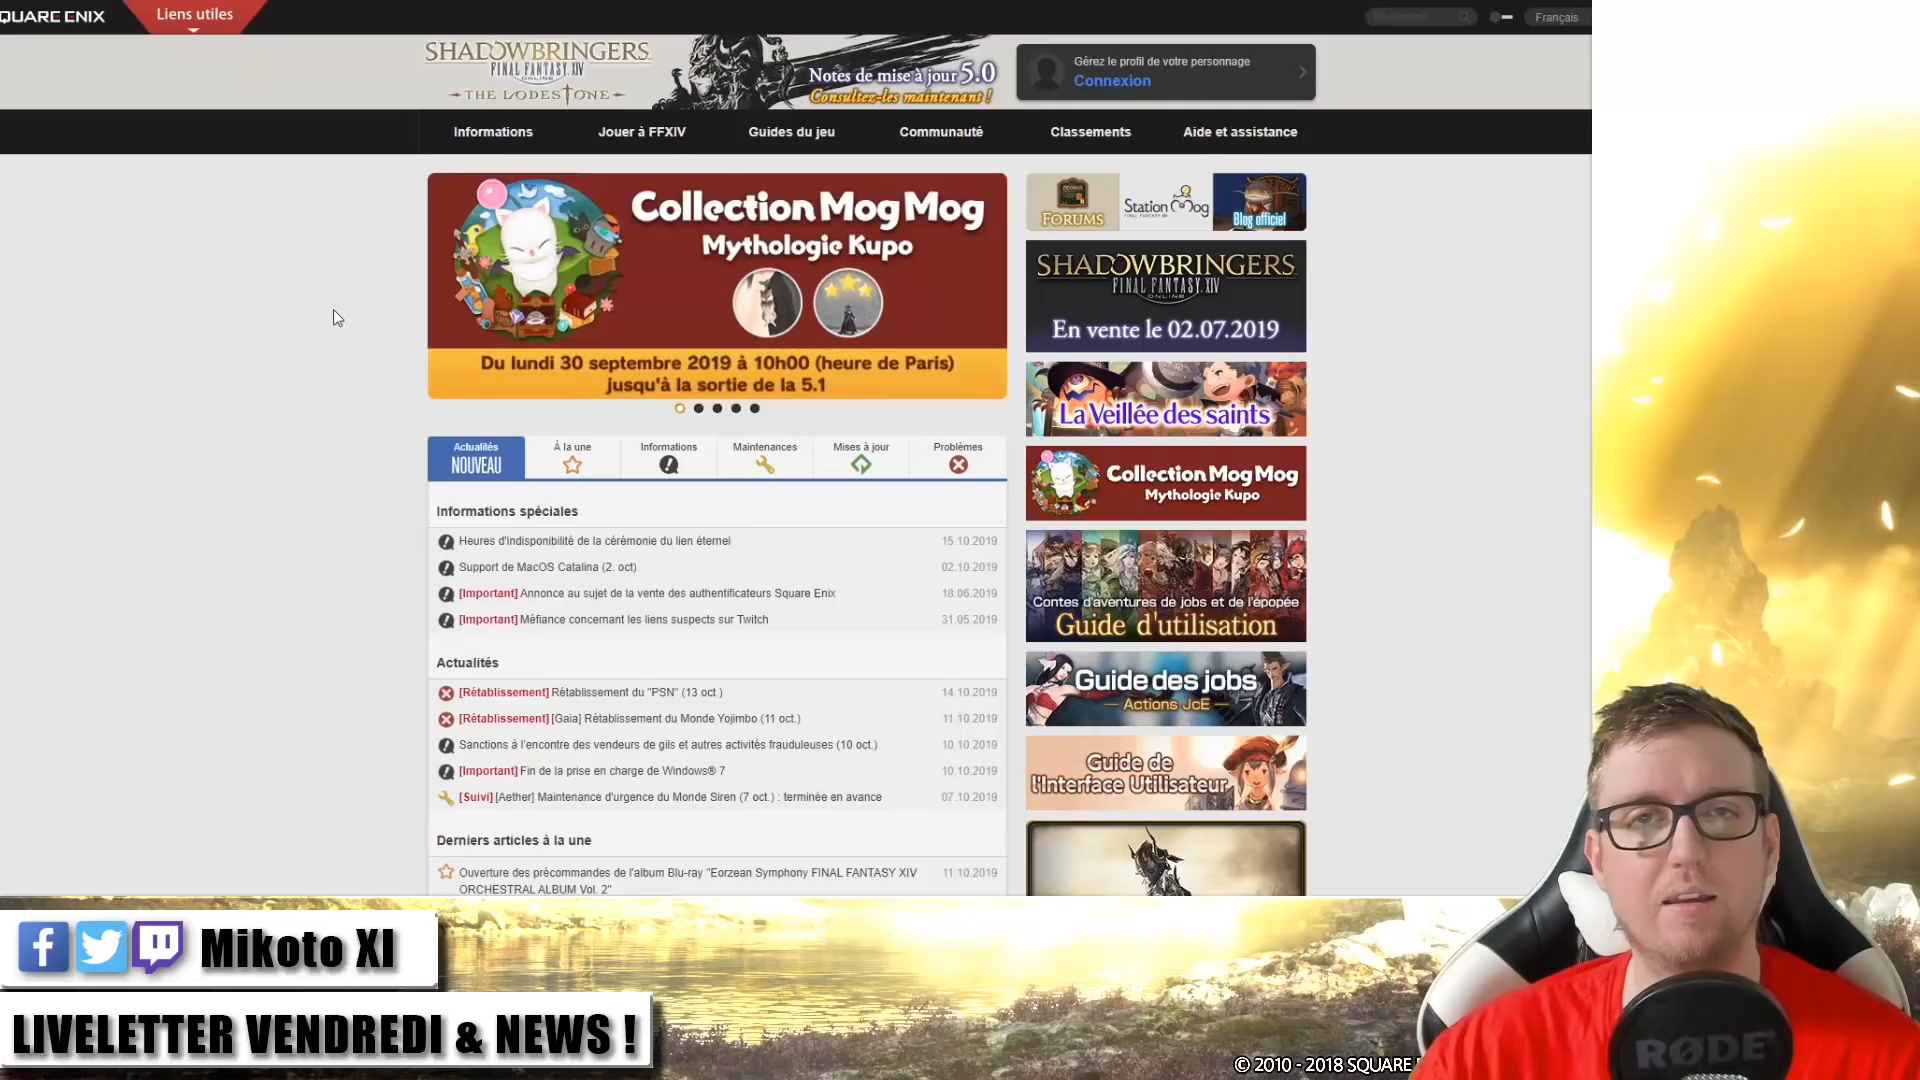 QUARE ENIX
Liens utiles
Français
SHADOWBRINGERS
FINAL FANTASY XIV
ONLINE
THE LODESTONE
Notes de mise à jour 5.0
Consultez-les maintenant !
Gérez le profil de votre personnage
Connexion
Informations
Jouer à FFXIV
Guides du jeu
Communauté
Classements
Aide et assistance
Collection Mog Mog
Mythologie Kupo
Du lundi 30 septembre 2019 à 10h00 (heure de Paris)
jusqu'à la sortie de la 5.1
FORUMS
Station Mog
Blog officiel
SHADOWBRINGERS
FINAL FANTASY XIV
ONLINE
En vente le 02.07.2019
La Veillée des saints
Collection Mog Mog
Mythologie Kupo
Contes d'aventures de jobs et de l'épopée
Guide d'utilisation
Guide des jobs
Actions JcE
Guide de
l'Interface Utilisateur
Actualités
NOUVEAU
À la une
Informations
Maintenances
Mises à jour
Problèmes
Informations spéciales
Heures d'indisponibilité de la cérémonie du lien éternel 15.10.2019
Support de MacOS Catalina (2. oct) 02.10.2019
[Important] Annonce au sujet de la vente des authentificateurs Square Enix 18.06.2019
[Important] Méfiance concernant les liens suspects sur Twitch 31.05.2019
Actualités
[Rétablissement] Rétablissement du "PSN" (13 oct.) 14.10.2019
[Rétablissement] [Gaia] Rétablissement du Monde Yojimbo (11 oct.) 11.10.2019
Sanctions à l'encontre des vendeurs de gils et autres activités frauduleuses (10 oct.) 10.10.2019
[Important] Fin de la prise en charge de Windows® 7 10.10.2019
[Suivi] [Aether] Maintenance d'urgence du Monde Siren (7 oct.) : terminée en avance 07.10.2019
Derniers articles à la une
Ouverture des précommandes de l'album Blu-ray "Eorzean Symphony FINAL FANTASY XIV 11.10.2019
ORCHESTRAL ALBUM Vol. 2"
Mikoto XI
LIVELETTER VENDREDI & NEWS !
© 2010 - 2018 SQUARE
RØDE